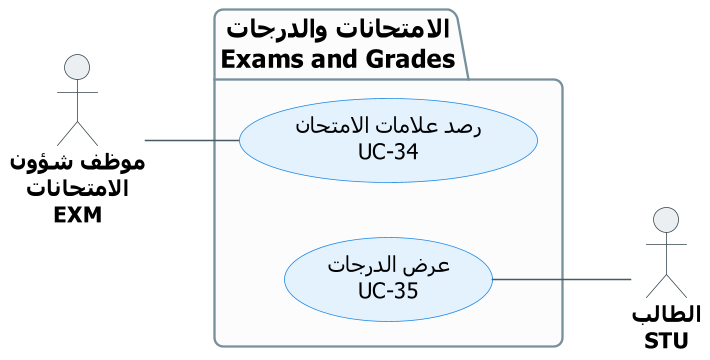 الامتحانات والدرجات
Exams and Grades
رصد علامات الامتحان
UC-34
موظف شؤون
الامتحانات
EXM
عرض الدرجات
UC-35
الطالب
STU